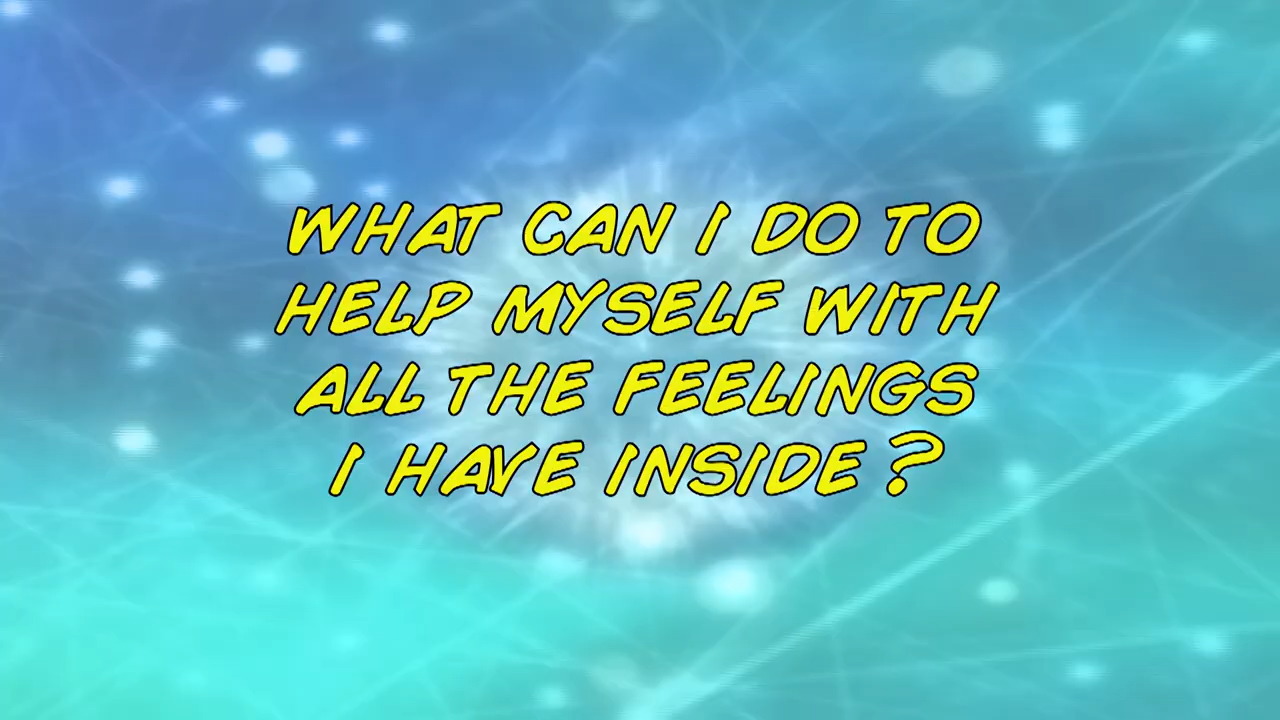 WHAT CAN I DO TO
HELP MYSELF WITH
ALL THE FEELINGS
I HAVE INSIDE?